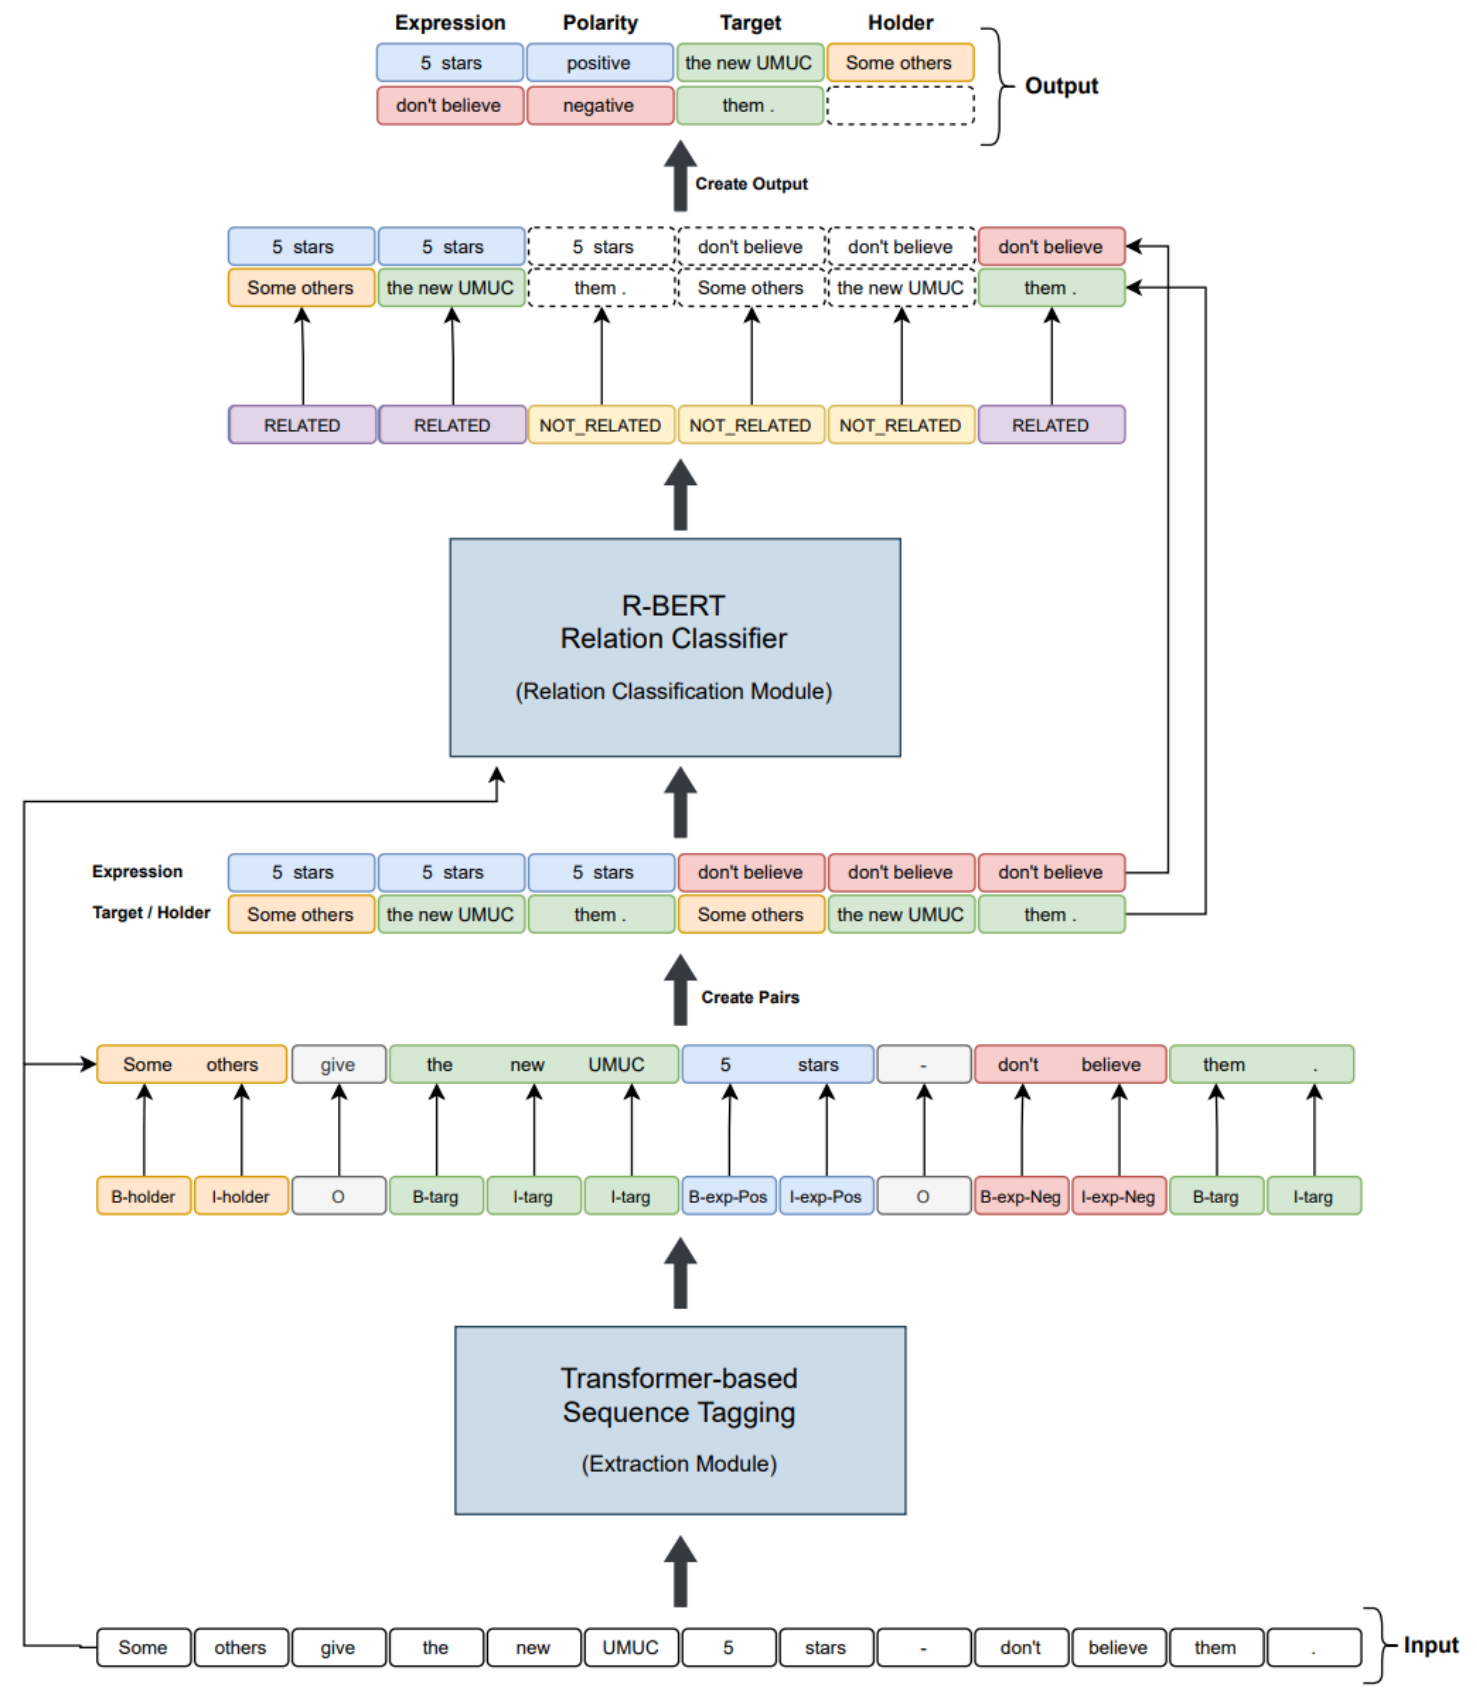 Expression Polarity Target Holder
5 stars positive the new UMUC Some others
don't believe negative them .
Output
Create Output
5 stars 5 stars 5 stars don't believe don't believe don't believe
Some others the new UMUC them . Some others the new UMUC them .
RELATED RELATED NOT_RELATED NOT_RELATED NOT_RELATED RELATED
R-BERT
Relation Classifier
(Relation Classification Module)
Expression 5 stars 5 stars 5 stars don't believe don't believe don't believe
Target / Holder Some others the new UMUC them . Some others the new UMUC them .
Create Pairs
Some others give the new UMUC 5 stars - don't believe them .
B-holder I-holder O B-targ I-targ I-targ B-exp-Pos I-exp-Pos O B-exp-Neg I-exp-Neg B-targ I-targ
Transformer-based
Sequence Tagging
(Extraction Module)
Some others give the new UMUC 5 stars - don't believe them .
Input